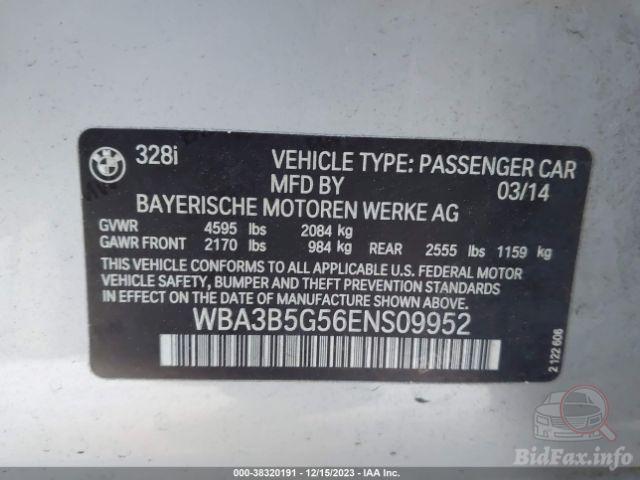 328i VEHICLE TYPE: PASSENGER CAR
MFD BY 03/14
BAYERISCHE MOTOREN WERKE AG
GVWR 4595 lbs 2084 kg
GAWR FRONT 2170 lbs 984 kg REAR 2555 lbs 1159 kg
THIS VEHICLE CONFORMS TO ALL APPLICABLE U.S. FEDERAL MOTOR
VEHICLE SAFETY, BUMPER, AND THEFT PREVENTION STANDARDS
IN EFFECT ON THE DATE OF MANUFACTURE SHOWN ABOVE.
WBA3B5G56ENS09952
2 122 606
BidFax.info
000-38320191 - 12/15/2023 - IAA Inc.